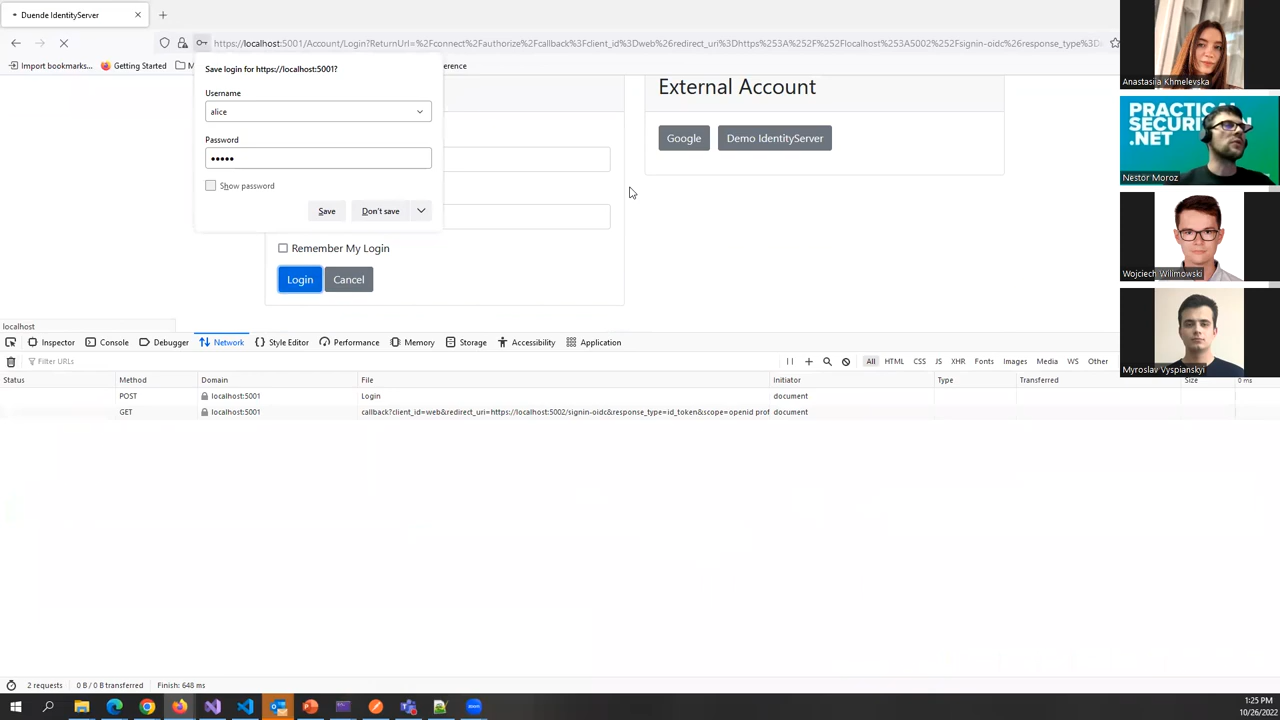 Duende IdentityServer
https://localhost:5001/Account/Login?ReturnUrl=%2Fconnect%2Fauthorize%2Fcallback%3Fclient_id%3Dweb%26redirect_uri%3Dhttps%253A%252F%252Flocalhost%253A5002%252Fsignin-oidc%26response_type%3D
Import bookmarks...
Getting Started
M
erence
Save login for https://localhost:5001?
Username
alice
Password
•••••
Show password
Save
Don't save
External Account
Google
Demo IdentityServer
Remember My Login
Login
Cancel
localhost
Inspector
Console
Debugger
Network
Style Editor
Performance
Memory
Storage
Accessibility
Application
Filter URLs
All
HTML
CSS
JS
XHR
Fonts
Images
Media
WS
Other
Status
Method
Domain
File
Initiator
Type
Transferred
Size
0 ms
POST
localhost:5001
Login
document
GET
localhost:5001
callback?client_id=web&redirect_uri=https://localhost:5002/signin-oidc&response_type=id_token&scope=openid prof
document
2 requests
0 B / 0 B transferred
Finish: 648 ms
1:25 PM
10/26/2022
Anastasiia Khmelevska
PRACTICAL
.NET
Nestor Moroz
Wojciech Wilimowski
Myroslav Vyspianskyi